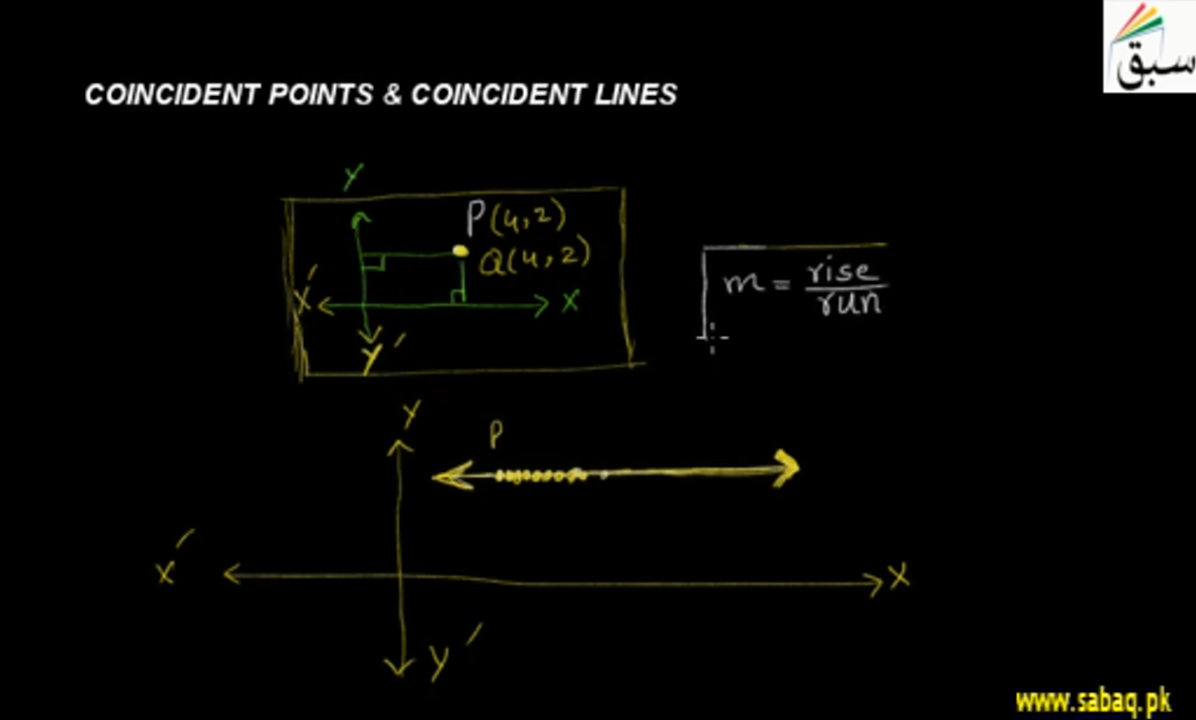 سبق
COINCIDENT POINTS & COINCIDENT LINES
Y
P(4,2)
Q(4,2)
X′
X
Y′
m = rise/run
Y
P
X′
X
Y′
www.sabaq.pk